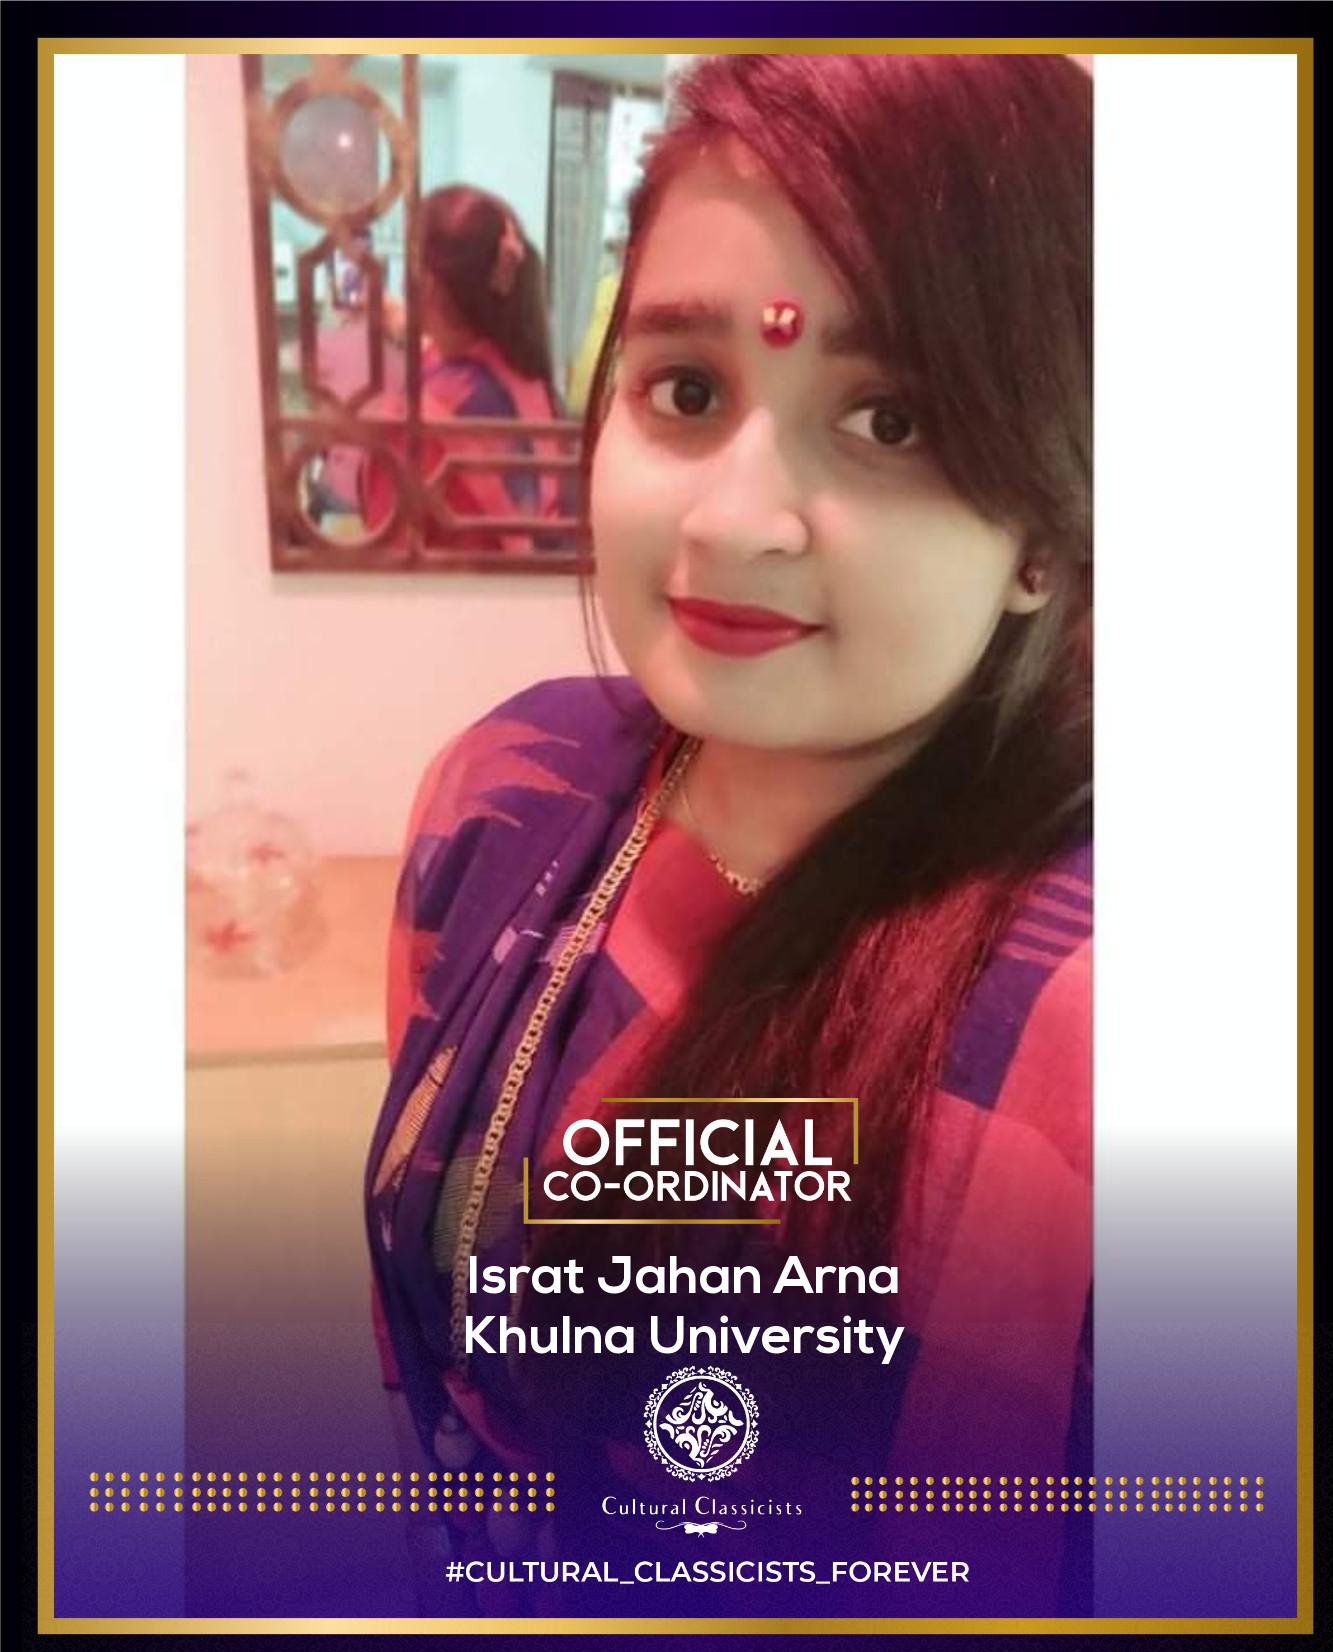 OFFICIAL
CO-ORDINATOR
Israt Jahan Arna
Khulna University
Cultural Classicists
#CULTURAL_CLASSICISTS_FOREVER